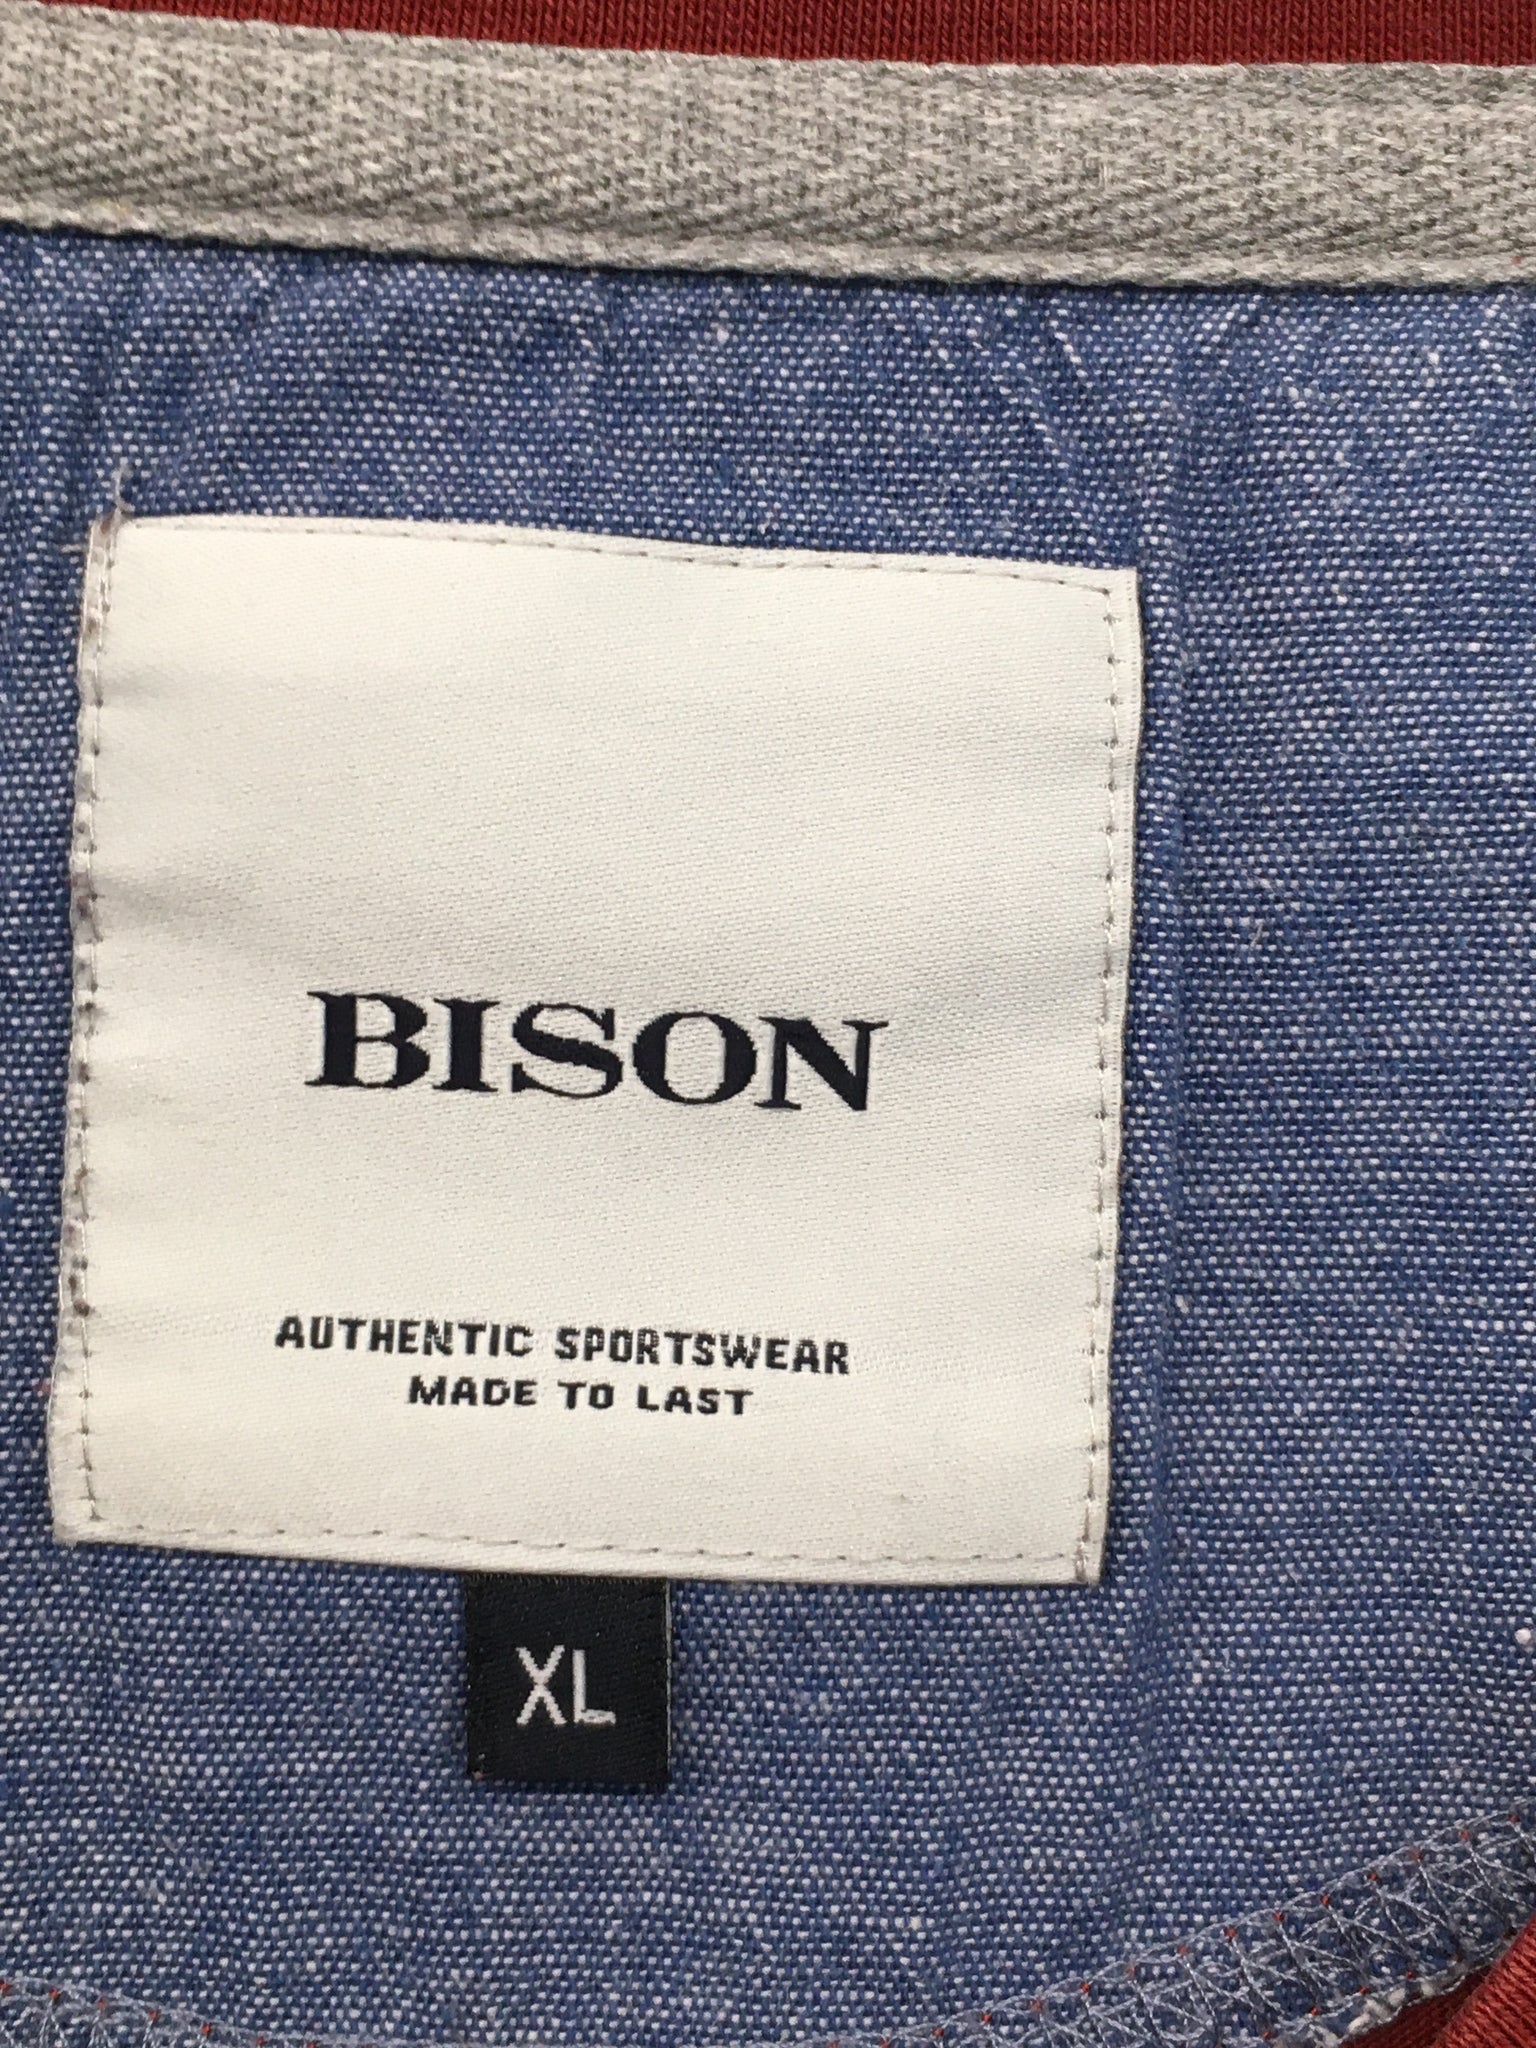 BISON
AUTHENTIC SPORTSWEAR
MADE TO LAST
XL